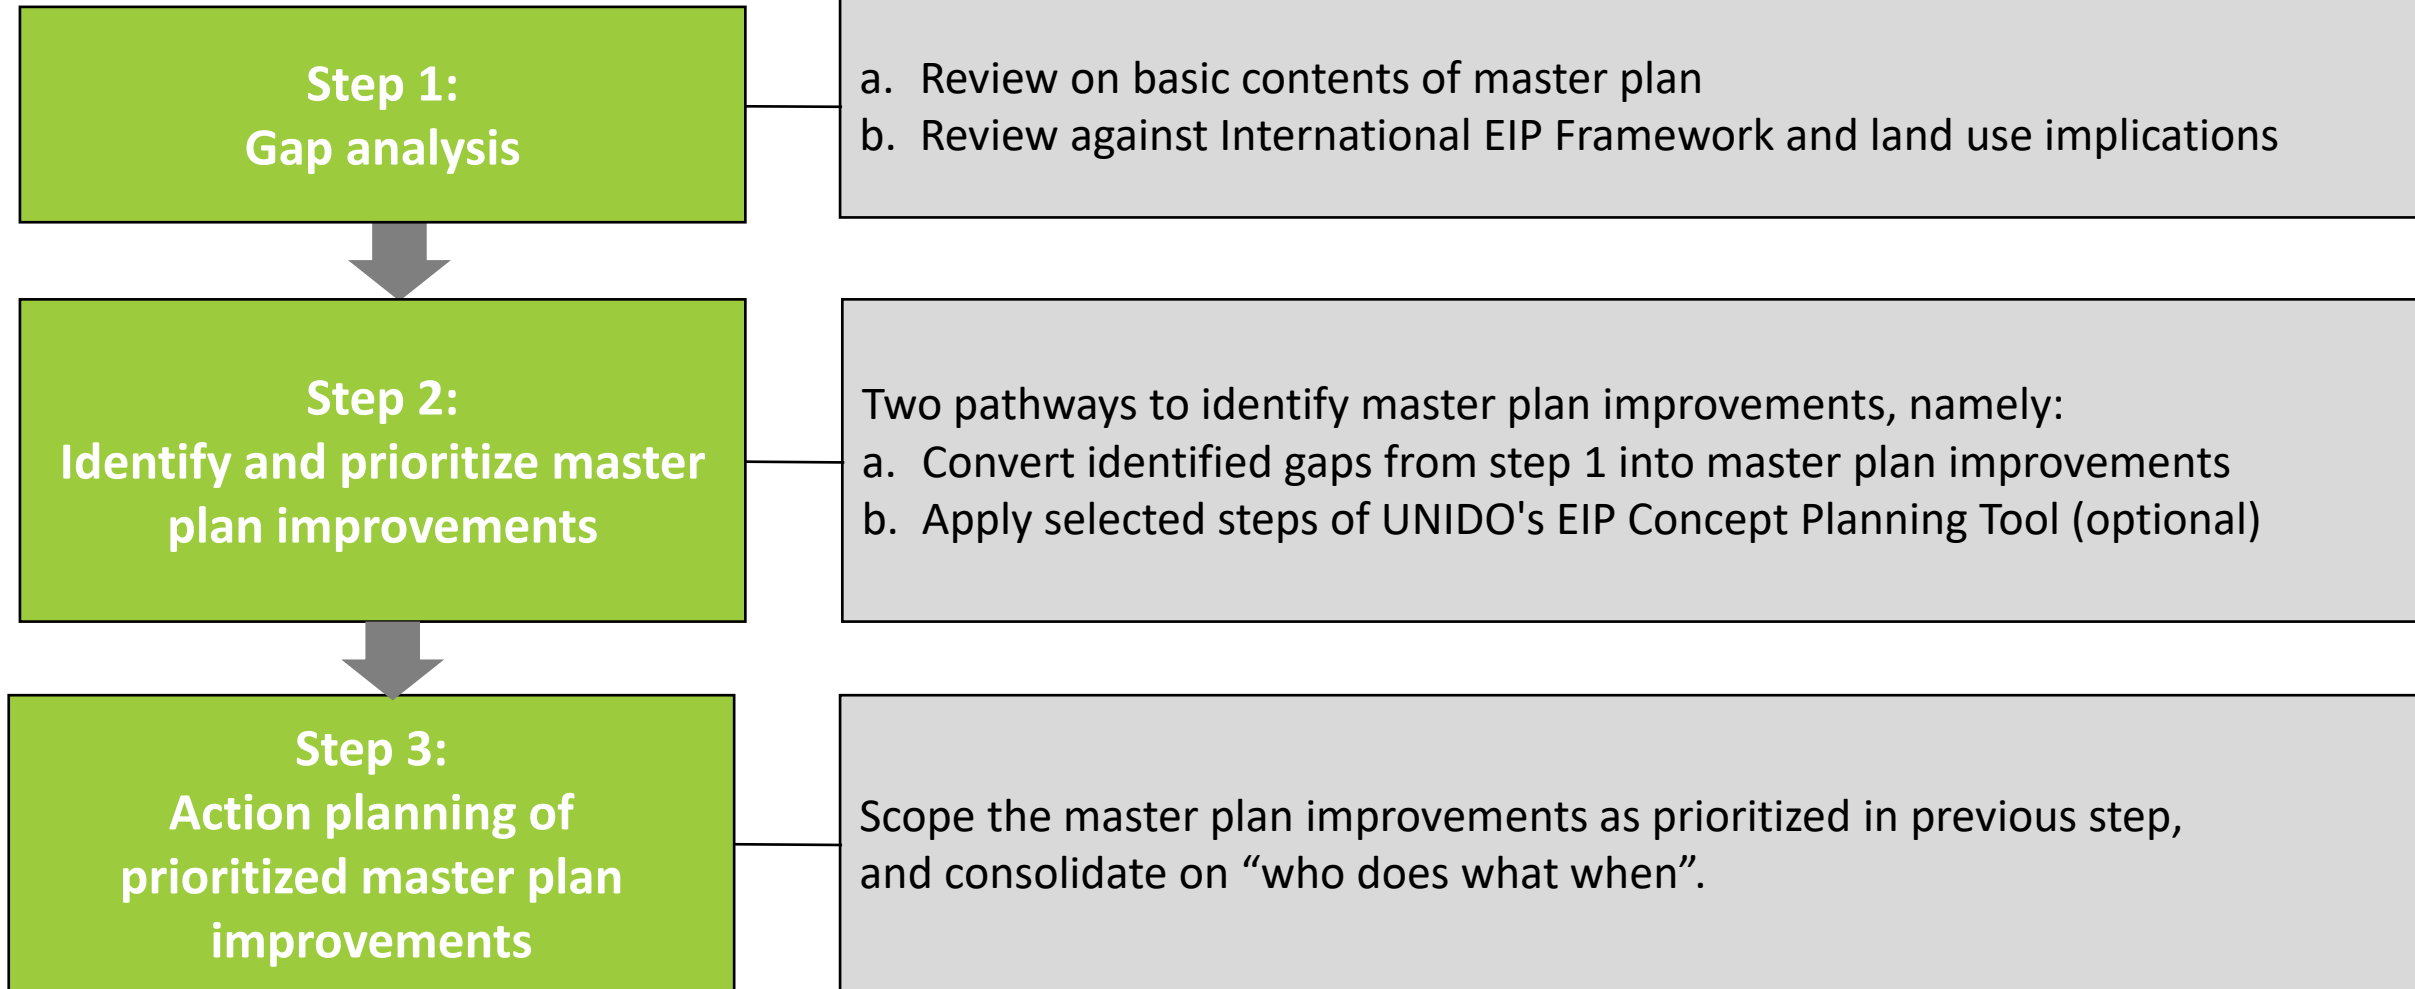 Step 1:
Gap analysis
a. Review on basic contents of master plan
b. Review against International EIP Framework and land use implications
Step 2:
Identify and prioritize master
plan improvements
Two pathways to identify master plan improvements, namely:
a. Convert identified gaps from step 1 into master plan improvements
b. Apply selected steps of UNIDO's EIP Concept Planning Tool (optional)
Step 3:
Action planning of
prioritized master plan
improvements
Scope the master plan improvements as prioritized in previous step,
and consolidate on “who does what when”.